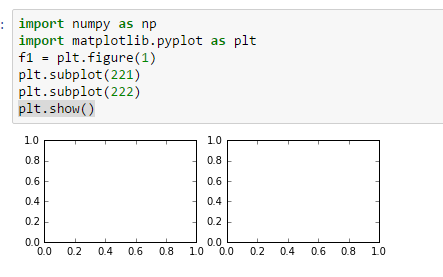 :
import numpy as np
import matplotlib.pyplot as plt
f1 = plt.figure(1)
plt.subplot(221)
plt.subplot(222)
plt.show()
1.0 1.0
0.8 0.8
0.6 0.6
0.4 0.4
0.2 0.2
0.0 0.0
0.0 0.2 0.4 0.6 0.8 1.0 0.0 0.2 0.4 0.6 0.8 1.0